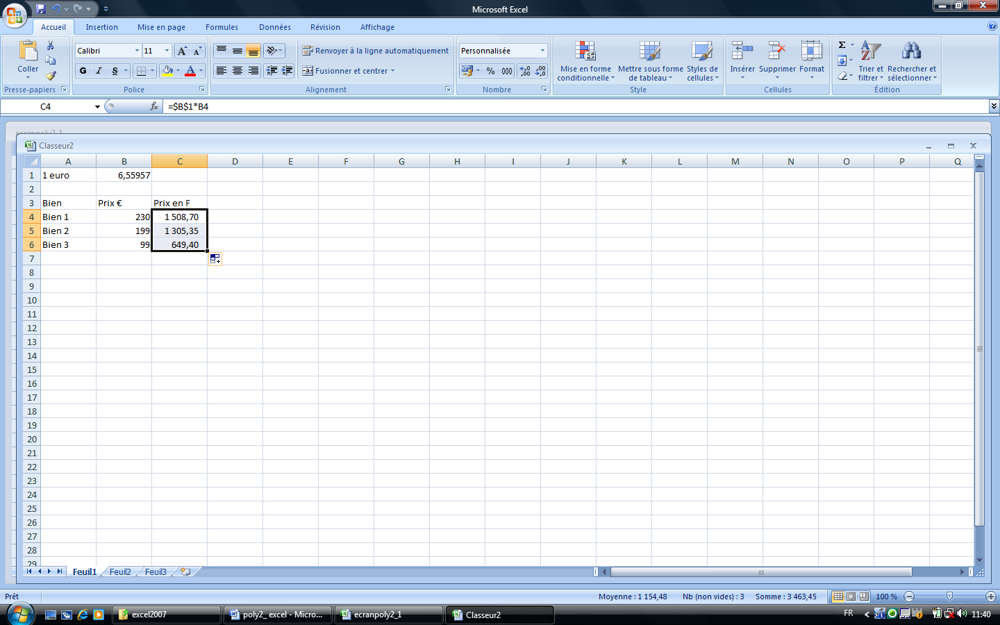 Microsoft Excel
Accueil Insertion Mise en page Formules Données Révision Affichage
Coller
Presse-papiers
Calibri 11
G I S
Police
Renvoyer à la ligne automatiquement
Fusionner et centrer
Alignement
Personnalisée
% 000
Nombre
Mise en forme conditionnelle
Mettre sous forme de tableau
Styles de cellules
Style
Insérer Supprimer Format
Cellules
Trier et filtrer
Rechercher et sélectionner
Édition
C4 fx =$B$1*B4
ecranpoly2_1
Classeur2
A B C D E F G H I J K L M N O P Q
1 1 euro 6,55957
2
3 Bien Prix € Prix en F
4 Bien 1 230 1 508,70
5 Bien 2 199 1 305,35
6 Bien 3 99 649,40
7
8
9
10
11
12
13
14
15
16
17
18
19
20
21
22
23
24
25
26
27
28
29
Feuil1 Feuil2 Feuil3
Prêt Moyenne : 1 154,48 Nb (non vides) : 3 Somme : 3 463,45 100 %
excel2007 poly2_ excel - Micro... ecranpoly2_1 Classeur2 FR 11:40